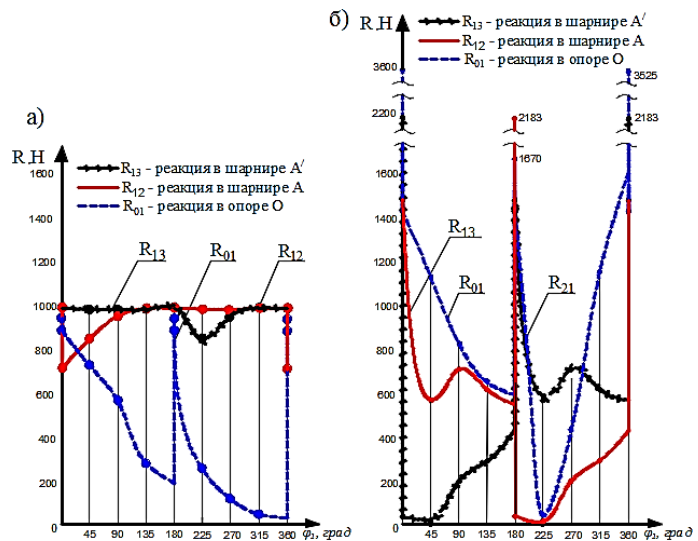 а)
R,Н
R13 - реакция в шарнире А/
R12 - реакция в шарнире А
R01 - реакция в опоре О
1600
1400
1200
1000
800
600
400
200
0
R13
R01
R12
45 90 135 180 225 270 315 360 φ1, град
б)
R,Н
R13 - реакция в шарнире А/
R12 - реакция в шарнире А
R01 - реакция в опоре О
3600
3525
2200
2183
2183
1670
1600
1400
1200
1000
800
600
400
200
0
R13
R01
R21
45 90 135 180 225 270 315 360 φ1, град